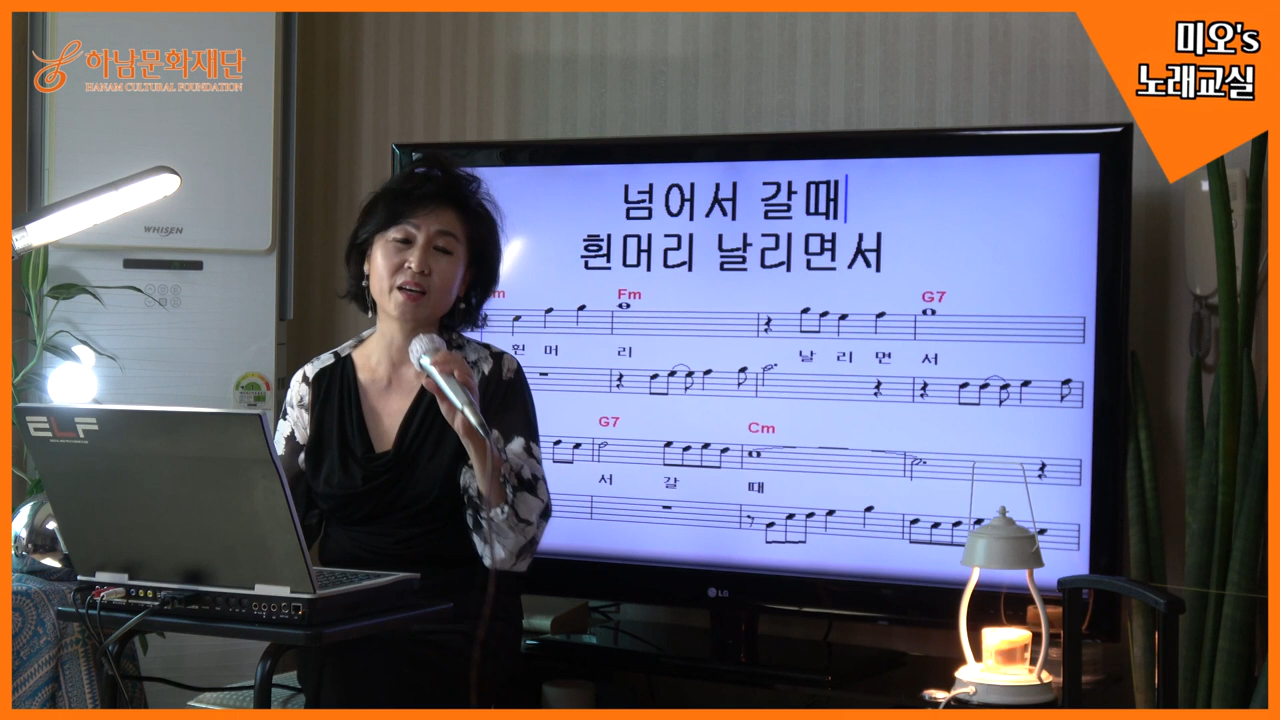 하남문화재단
HANAM CULTURAL FOUNDATION
미오's
노래교실
WHISEN
넘어서 갈때
흰머리 날리면서
Fm
G7
흰 머 리 날 리 면 서
G7
Cm
서 갈 때
ELF
LG